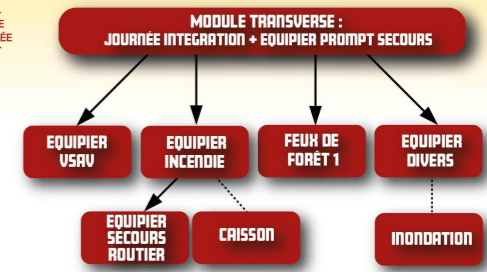 E
ÉE
MODULE TRANSVERSE :
JOURNÉE INTEGRATION + EQUIPIER PROMPT SECOURS
EQUIPIER
VSAV
EQUIPIER
INCENDIE
FEUX DE
FORÊT 1
EQUIPIER
DIVERS
EQUIPIER
SECOURS
ROUTIER
CAISSON
INONDATION